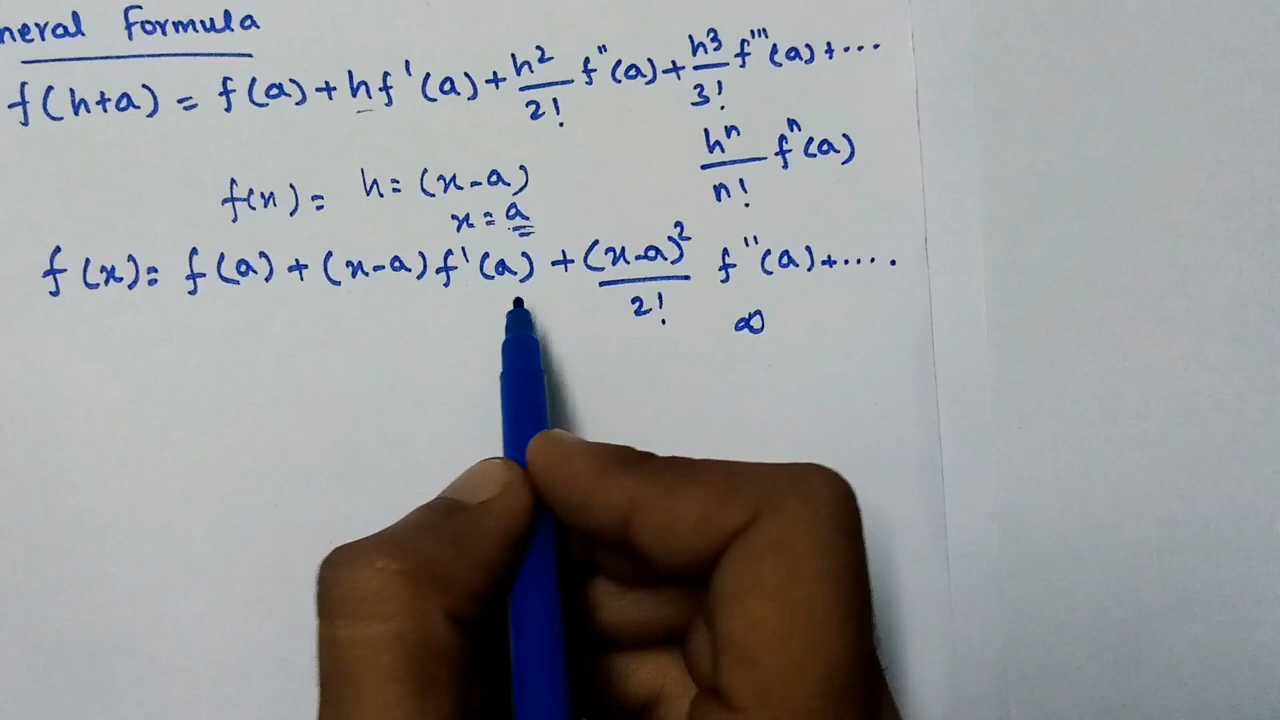 neral Formula
f(h+a) = f(a) + hf'(a) + h²/2! f''(a) + h³/3! f'''(a) + ...
hⁿ/n! fⁿ(a)
f(x) = h = (x-a)
x = a
f(x) = f(a) + (x-a) f'(a) + (x-a)²/2! f''(a) + ....
∞